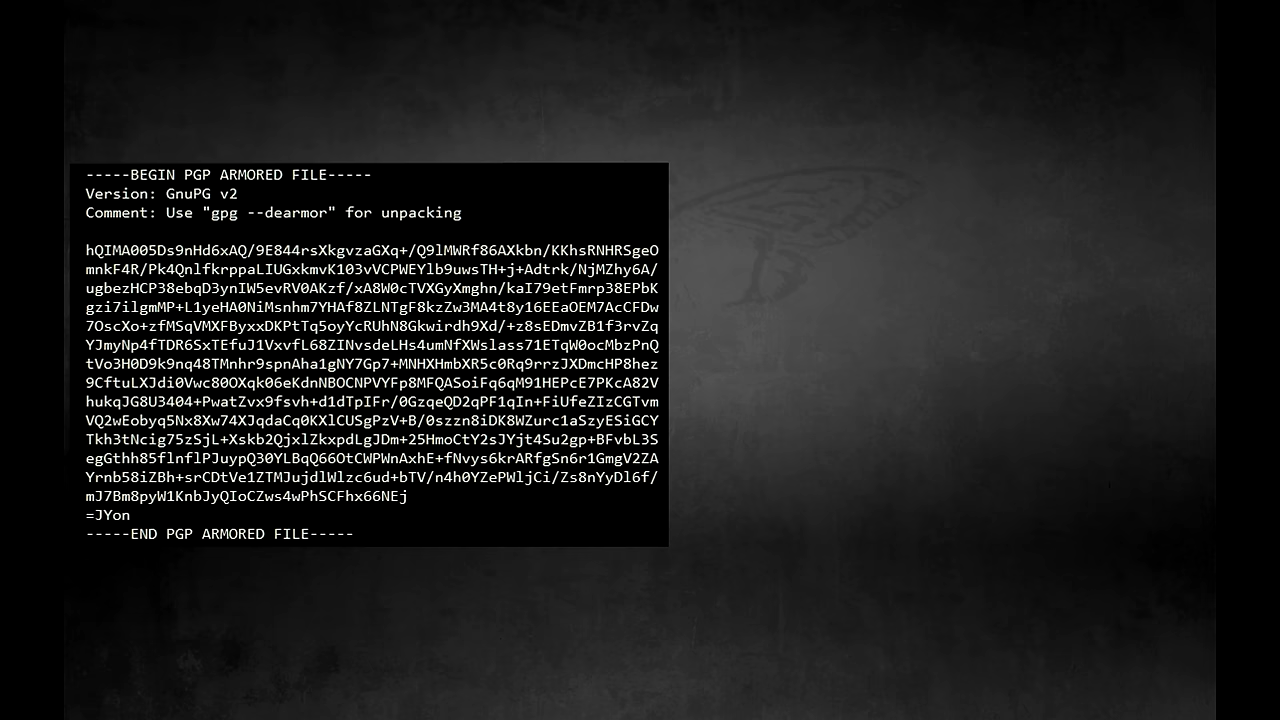 -----BEGIN PGP ARMORED FILE-----
Version: GnuPG v2
Comment: Use "gpg --dearmor" for unpacking

hQIMA005Ds9nHd6xAQ/9E844rsXkgvzaGXq+/Q9lMWRf86AXkbn/KKhsRNHRSgeO
mnkF4R/Pk4QnlfkrppaLIUGxkmvK103vVCPWEYlb9uwsTH+j+Adtrk/NjMZhy6A/
ugbezHCP38ebqD3ynIW5evRV0AKzf/xA8W0cTVXGyXmghn/kaI79etFmrp38EPbK
gzi7ilgmMP+L1yeHA0NiMsnhm7YHAf8ZLNTgF8kzZw3MA4t8y16EEaOEM7AcCFDw
7OscXo+zfMSqVMXFByxxDKPtTq5oyYcRUhN8Gkwirdh9Xd/+z8sEDmvZB1f3rvZq
YJmyNp4fTDR6SxTEfuJ1VxvfL68ZINvsdeLHs4umNfXWslass71ETqW0ocMbzPnQ
tVo3H0D9k9nq48TMnhr9spnAha1gNY7Gp7+MNHXHmbXR5c0Rq9rrzJXDmcHP8hez
9CftuLXJdi0Vwc80OXqk06eKdnNBOCNPVYFp8MFQASoiFq6qM91HEPcE7PKcA82V
hukqJG8U3404+PwatZvx9fsvh+d1dTpIFr/0GzqeQD2qPF1qIn+FiUfeZIzCGTvm
VQ2wEobyq5Nx8Xw74XJqdaCq0KXlCUSgPzV+B/0szzn8iDK8WZurc1aSzyESiGCY
Tkh3tNcig75zSjL+Xskb2QjxlZkxpdLgJDm+25HmoCtY2sJYjt4Su2gp+BFvbL3S
egGthh85flnflPJuypQ30YLBqQ66OtCWPWnAxhE+fNvys6krARfgSn6r1GmgV2ZA
Yrnb58iZBh+srCDtVe1ZTMJujdlWlzc6ud+bTV/n4h0YZePWljCi/Zs8nYyDl6f/
mJ7Bm8pyW1KnbJyQIoCZws4wPhSCFhx66NEj
=JYon
-----END PGP ARMORED FILE-----